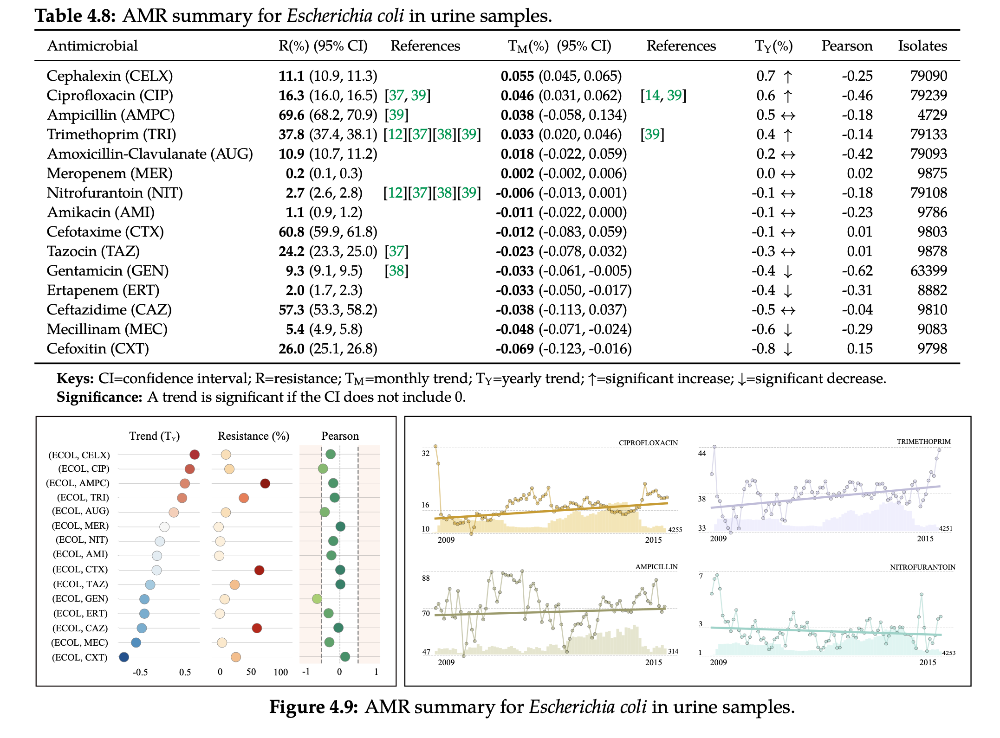 Table 4.8: AMR summary for Escherichia coli in urine samples.
Antimicrobial R(%) (95% CI) References TM(%) (95% CI) References TY(%) Pearson Isolates
Cephalexin (CELX) 11.1 (10.9, 11.3) 0.055 (0.045, 0.065) 0.7 ↑ -0.25 79090
Ciprofloxacin (CIP) 16.3 (16.0, 16.5) [37, 39] 0.046 (0.031, 0.062) [14, 39] 0.6 ↑ -0.46 79239
Ampicillin (AMPC) 69.6 (68.2, 70.9) [39] 0.038 (-0.058, 0.134) 0.5 ↔ -0.18 4729
Trimethoprim (TRI) 37.8 (37.4, 38.1) [12][37][38][39] 0.033 (0.020, 0.046) [39] 0.4 ↑ -0.14 79133
Amoxicillin-Clavulanate (AUG) 10.9 (10.7, 11.2) 0.018 (-0.022, 0.059) 0.2 ↔ -0.42 79093
Meropenem (MER) 0.2 (0.1, 0.3) 0.002 (-0.002, 0.006) 0.0 ↔ 0.02 9875
Nitrofurantoin (NIT) 2.7 (2.6, 2.8) [12][37][38][39] -0.006 (-0.013, 0.001) -0.1 ↔ -0.18 79108
Amikacin (AMI) 1.1 (0.9, 1.2) -0.011 (-0.022, 0.000) -0.1 ↔ -0.23 9786
Cefotaxime (CTX) 60.8 (59.9, 61.8) -0.012 (-0.083, 0.059) -0.1 ↔ 0.01 9803
Tazocin (TAZ) 24.2 (23.3, 25.0) [37] -0.023 (-0.078, 0.032) -0.3 ↔ 0.01 9878
Gentamicin (GEN) 9.3 (9.1, 9.5) [38] -0.033 (-0.061, -0.005) -0.4 ↓ -0.62 63399
Ertapenem (ERT) 2.0 (1.7, 2.3) -0.033 (-0.050, -0.017) -0.4 ↓ -0.31 8882
Ceftazidime (CAZ) 57.3 (53.3, 58.2) -0.038 (-0.113, 0.037) -0.5 ↔ -0.04 9810
Mecillinam (MEC) 5.4 (4.9, 5.8) -0.048 (-0.071, -0.024) -0.6 ↓ -0.29 9083
Cefoxitin (CXT) 26.0 (25.1, 26.8) -0.069 (-0.123, -0.016) -0.8 ↓ 0.15 9798
Keys: CI=confidence interval; R=resistance; TM=monthly trend; TY=yearly trend; ↑=significant increase; ↓=significant decrease.
Significance: A trend is significant if the CI does not include 0.
Trend (TY) Resistance (%) Pearson
(ECOL, CELX)
(ECOL, CIP)
(ECOL, AMPC)
(ECOL, TRI)
(ECOL, AUG)
(ECOL, MER)
(ECOL, NIT)
(ECOL, AMI)
(ECOL, CTX)
(ECOL, TAZ)
(ECOL, GEN)
(ECOL, ERT)
(ECOL, CAZ)
(ECOL, MEC)
(ECOL, CXT)
-0.5 0.5 0 50 100 -1 0 1
CIPROFLOXACIN
32
16
10 4255
2009 2015
TRIMETHOPRIM
44
38
33 4251
2009 2015
AMPICILLIN
88
70
47 314
2009 2015
NITROFURANTOIN
7
3
1 4253
2009 2015
Figure 4.9: AMR summary for Escherichia coli in urine samples.